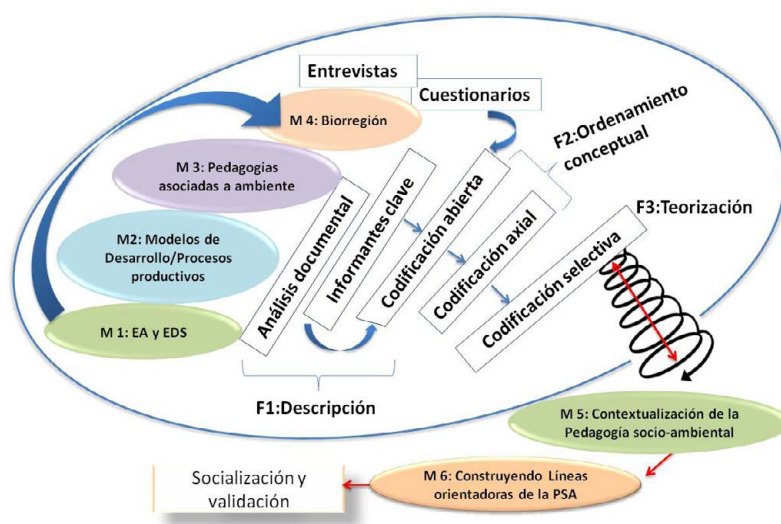 Entrevistas
Cuestionarios
M 4: Biorregión
F2:Ordenamiento
conceptual
M 3: Pedagogías
asociadas a ambiente
M2: Modelos de
Desarrollo/Procesos
productivos
M 1: EA y EDS
Análisis documental
Informantes clave
Codificación abierta
Codificación axial
Codificación selectiva
F3:Teorización
F1:Descripción
M 5: Contextualización de la
Pedagogía socio-ambiental
M 6: Construyendo Líneas
orientadoras de la PSA
Socialización y
validación